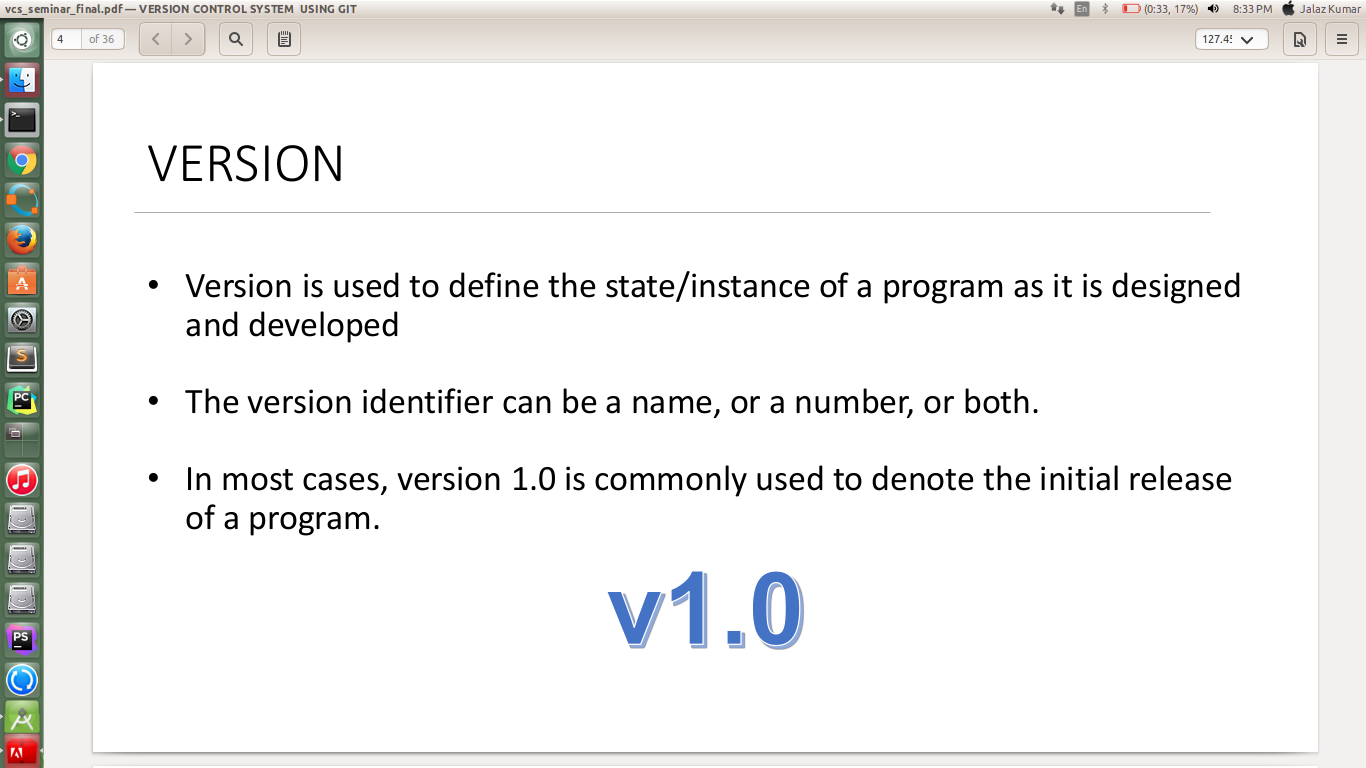 vcs_seminar_final.pdf — VERSION CONTROL SYSTEM USING GIT
En (0:33, 17%) 8:33 PM Jalaz Kumar
4 of 36
127.45
VERSION
• Version is used to define the state/instance of a program as it is designed
and developed
• The version identifier can be a name, or a number, or both.
• In most cases, version 1.0 is commonly used to denote the initial release
of a program.
v1.0
>_
A
S
PC
PS